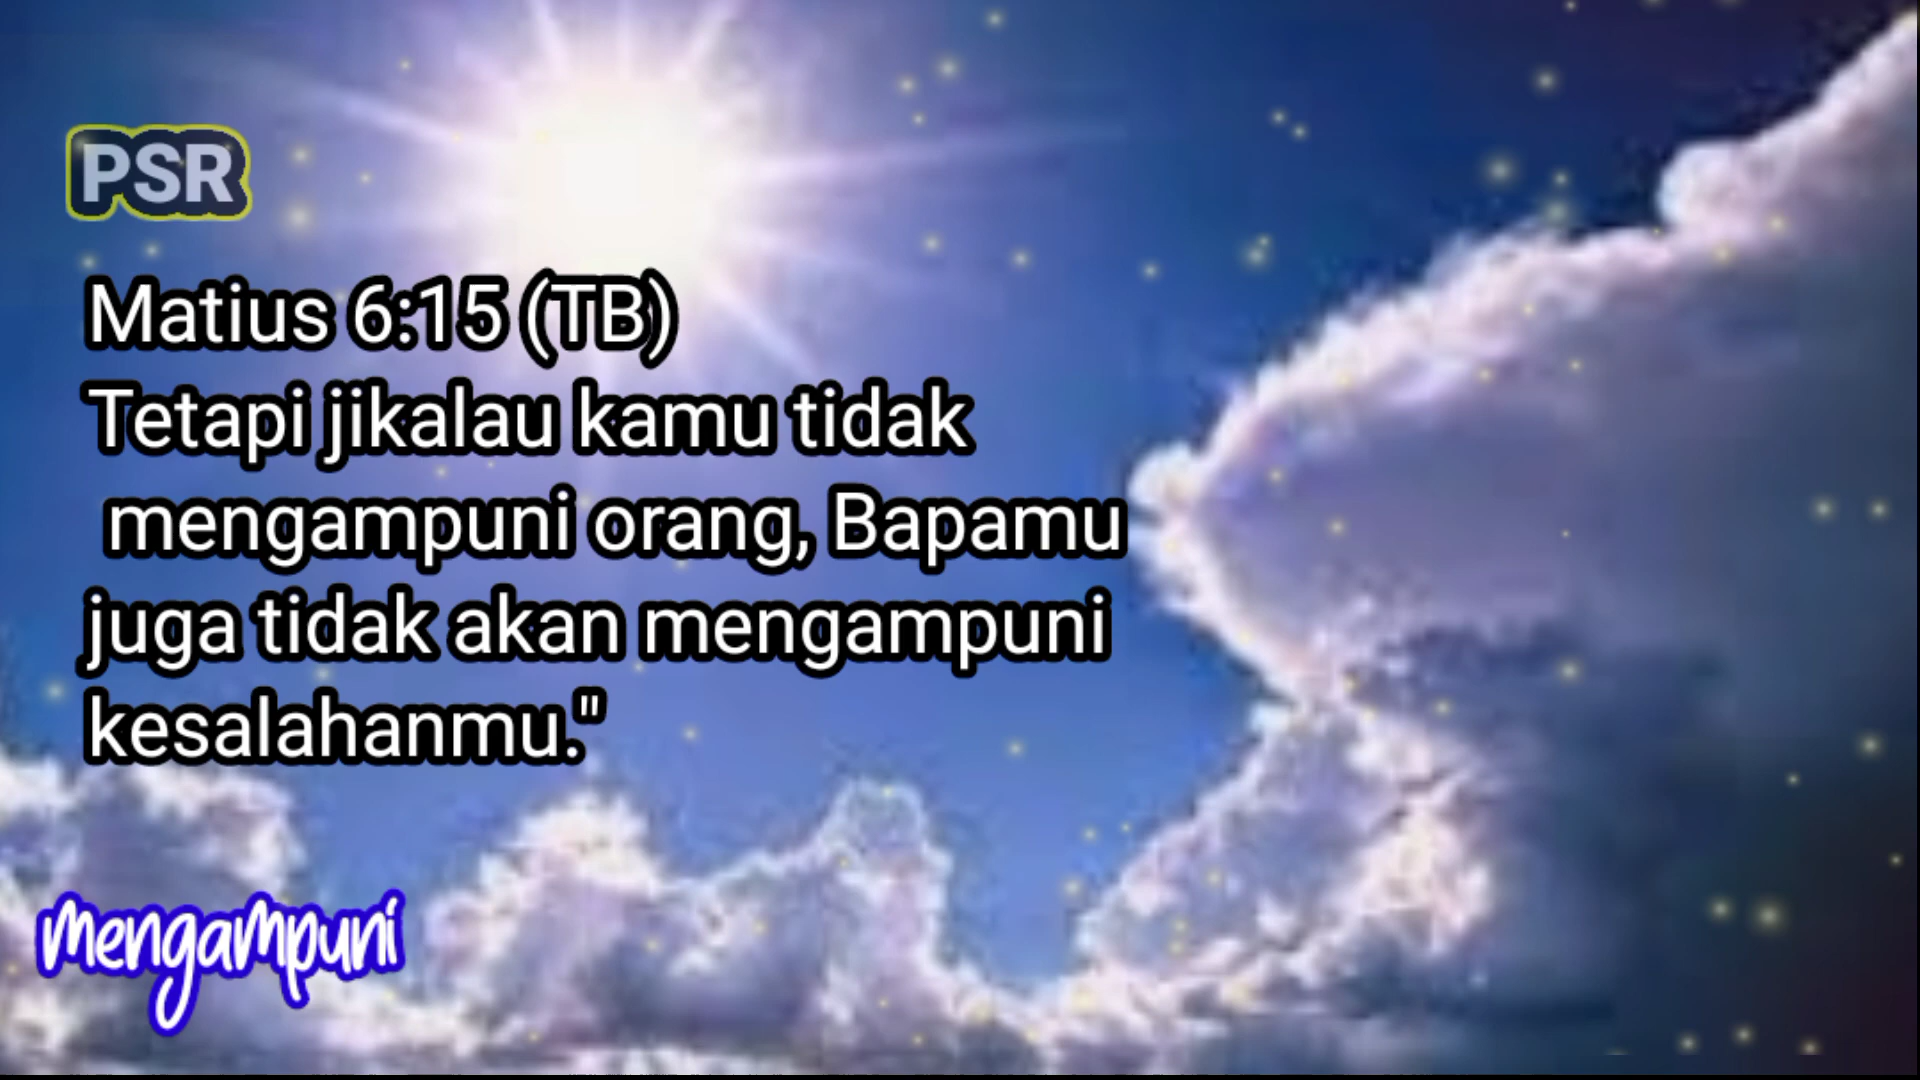 PSR
Matius 6:15 (TB)
Tetapi jikalau kamu tidak
mengampuni orang, Bapamu
juga tidak akan mengampuni
kesalahanmu."
mengampuni